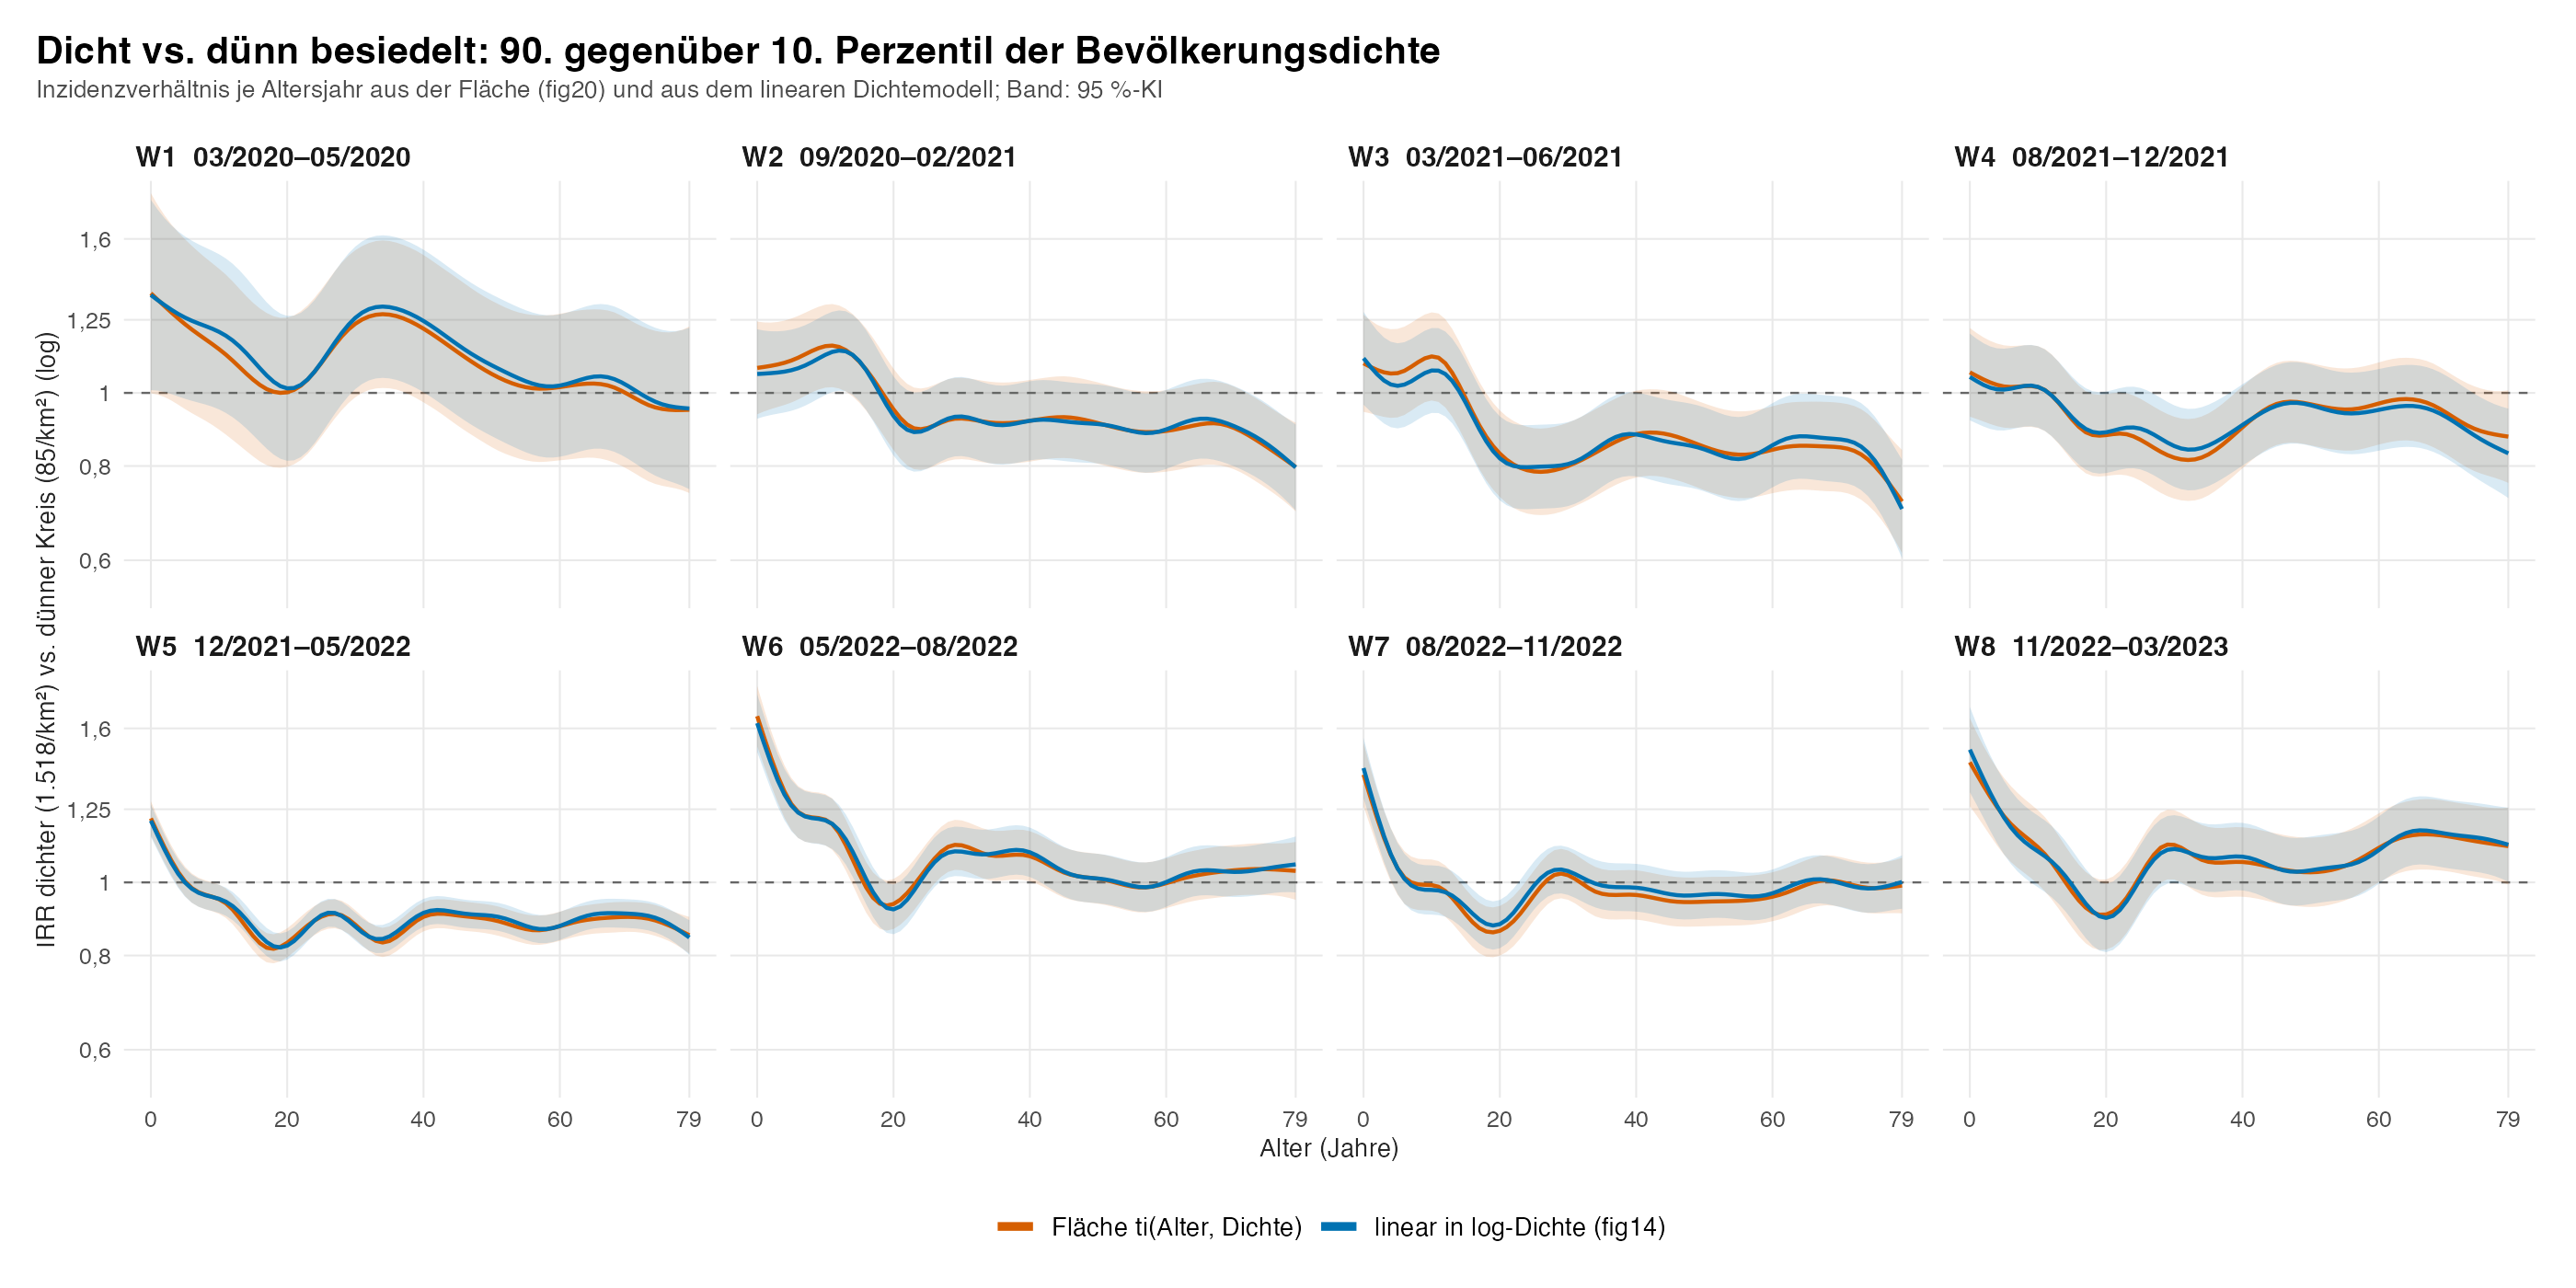 Dicht vs. dünn besiedelt: 90. gegenüber 10. Perzentil der Bevölkerungsdichte
Inzidenzverhältnis je Altersjahr aus der Fläche (fig20) und aus dem linearen Dichtemodell; Band: 95 %-KI
W1 03/2020–05/2020
W2 09/2020–02/2021
W3 03/2021–06/2021
W4 08/2021–12/2021
1,6
1,25
1
0,8
0,6
IRR dichter (1.518/km²) vs. dünner Kreis (85/km²) (log)
W5 12/2021–05/2022
W6 05/2022–08/2022
W7 08/2022–11/2022
W8 11/2022–03/2023
1,6
1,25
1
0,8
0,6
0 20 40 60 79 0 20 40 60 79 0 20 40 60 79 0 20 40 60 79
Alter (Jahre)
Fläche ti(Alter, Dichte) linear in log-Dichte (fig14)